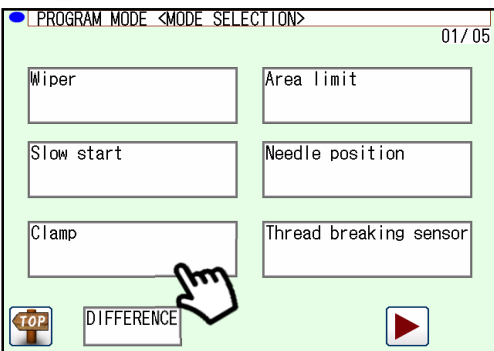 PROGRAM MODE <MODE SELECTION>
01/05
Wiper
Area limit
Slow start
Needle position
Clamp
Thread breaking sensor
TOP
DIFFERENCE